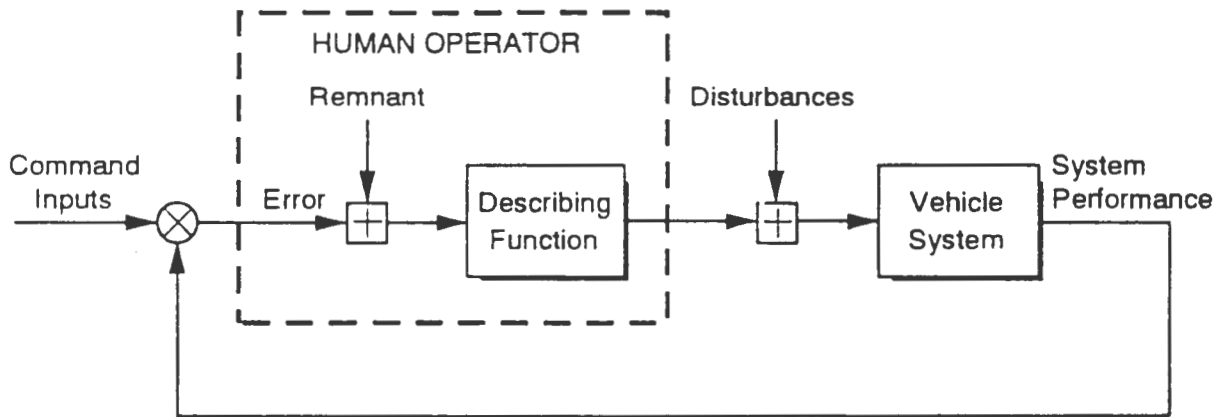 HUMAN OPERATOR
Remnant
Disturbances
Command
Inputs
Error
Describing
Function
Vehicle
System
System
Performance